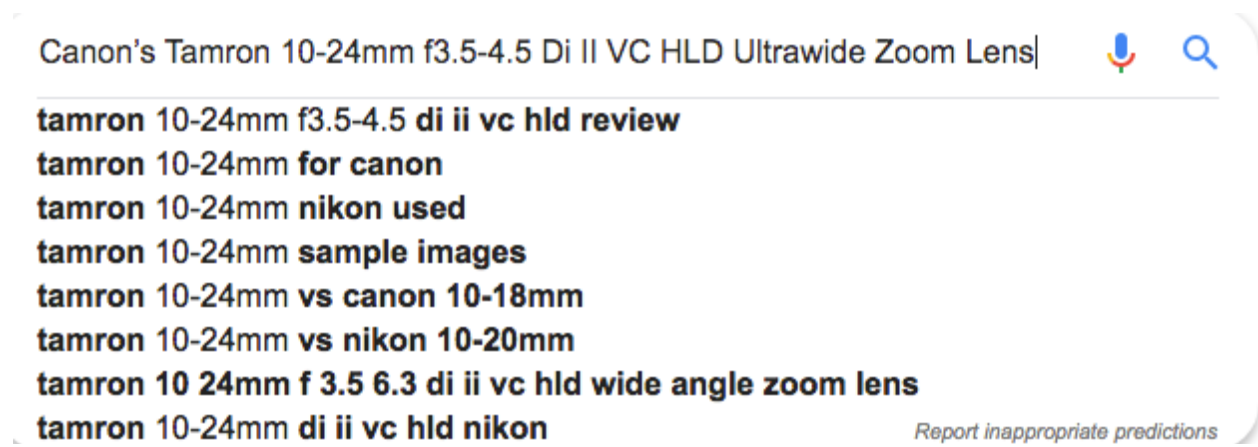 Canon’s Tamron 10-24mm f3.5-4.5 Di II VC HLD Ultrawide Zoom Lens
tamron 10-24mm f3.5-4.5 di ii vc hld review
tamron 10-24mm for canon
tamron 10-24mm nikon used
tamron 10-24mm sample images
tamron 10-24mm vs canon 10-18mm
tamron 10-24mm vs nikon 10-20mm
tamron 10 24mm f 3.5 6.3 di ii vc hld wide angle zoom lens
tamron 10-24mm di ii vc hld nikon
Report inappropriate predictions